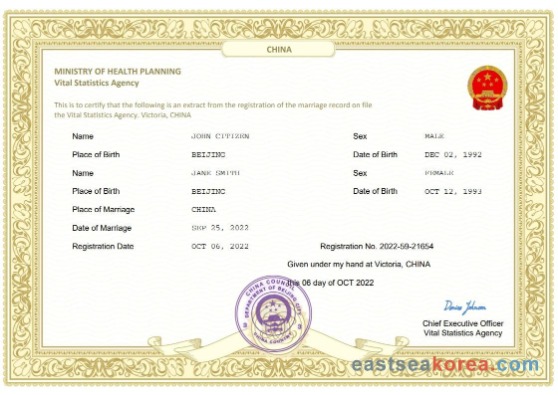 CHINA
MINISTRY OF HEALTH PLANNING
Vital Statistics Agency
This is to certify that the following is an extract from the registration of the marriage record on file
the Vital Statistics Agency. Victoria, CHINA
Name JOHN CITIZEN Sex MALE
Place of Birth BEIJING Date of Birth DEC 02, 1992
Name JANE SMITH Sex FEMALE
Place of Birth BEIJING Date of Birth OCT 12, 1993
Place of Marriage CHINA
Date of Marriage SEP 25, 2022
Registration Date OCT 06, 2022 Registration No. 2022-59-21654
Given under my hand at Victoria, CHINA
this 06 day of OCT 2022
CHINA COUNCIL
DEPARTMENT OF BEIJING CITY
CHINA COUNTRY
Denise Johnson
Chief Executive Officer
Vital Statistics Agency
eastseakorea.com